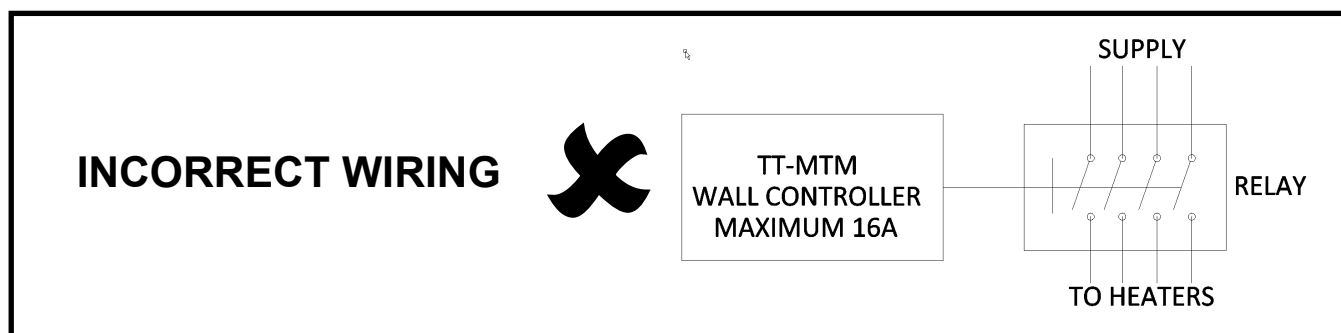 INCORRECT WIRING
TT-MTM
WALL CONTROLLER
MAXIMUM 16A
SUPPLY
RELAY
TO HEATERS